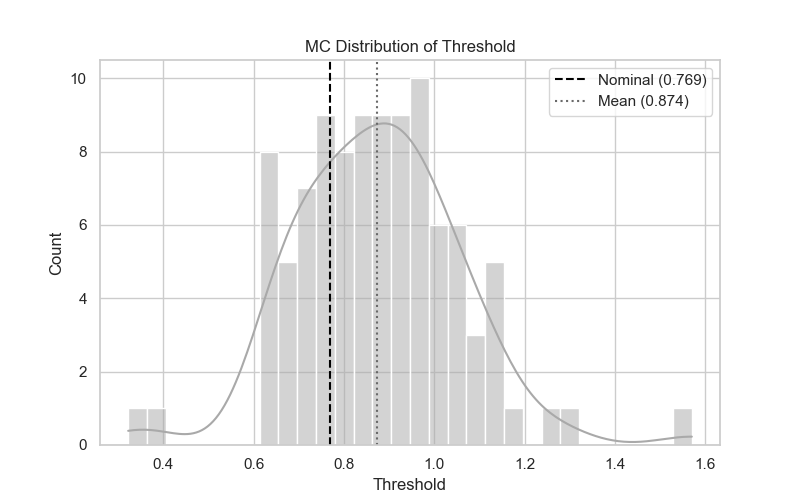 MC Distribution of Threshold
Nominal (0.769)
Mean (0.874)
Count
10
8
6
4
2
0
0.4 0.6 0.8 1.0 1.2 1.4 1.6
Threshold